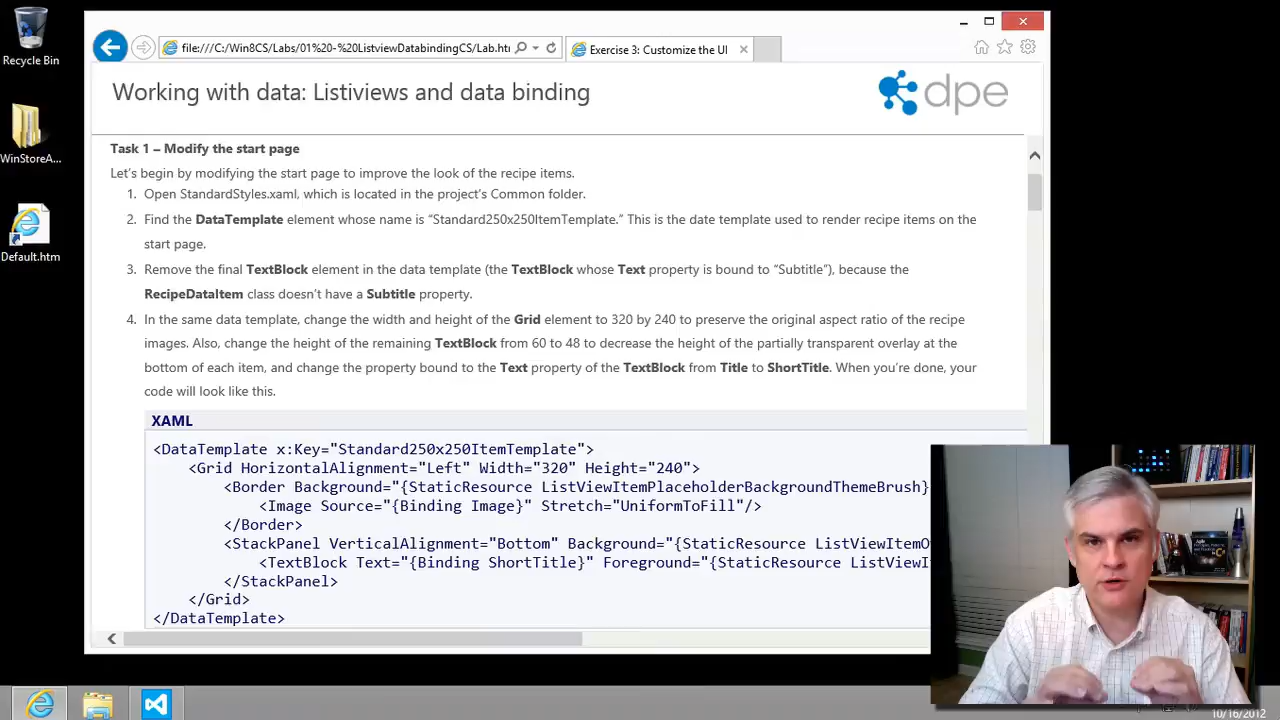 Recycle Bin
WinStoreA...
Default.htm
file:///C:/Win8CS/Labs/01%20-%20ListviewDatabindingCS/Lab.ht
Exercise 3: Customize the UI
Working with data: Listiviews and data binding
dpe
Task 1 – Modify the start page
Let's begin by modifying the start page to improve the look of the recipe items.
1. Open StandardStyles.xaml, which is located in the project's Common folder.
2. Find the DataTemplate element whose name is “Standard250x250ItemTemplate.” This is the date template used to render recipe items on the
start page.
3. Remove the final TextBlock element in the data template (the TextBlock whose Text property is bound to “Subtitle”), because the
RecipeDataItem class doesn't have a Subtitle property.
4. In the same data template, change the width and height of the Grid element to 320 by 240 to preserve the original aspect ratio of the recipe
images. Also, change the height of the remaining TextBlock from 60 to 48 to decrease the height of the partially transparent overlay at the
bottom of each item, and change the property bound to the Text property of the TextBlock from Title to ShortTitle. When you're done, your
code will look like this.
XAML
<DataTemplate x:Key="Standard250x250ItemTemplate">
<Grid HorizontalAlignment="Left" Width="320" Height="240">
<Border Background="{StaticResource ListViewItemPlaceholderBackgroundThemeBrush}
<Image Source="{Binding Image}" Stretch="UniformToFill"/>
</Border>
<StackPanel VerticalAlignment="Bottom" Background="{StaticResource ListViewItemO
<TextBlock Text="{Binding ShortTitle}" Foreground="{StaticResource ListViewI
</StackPanel>
</Grid>
</DataTemplate>
10/16/2012